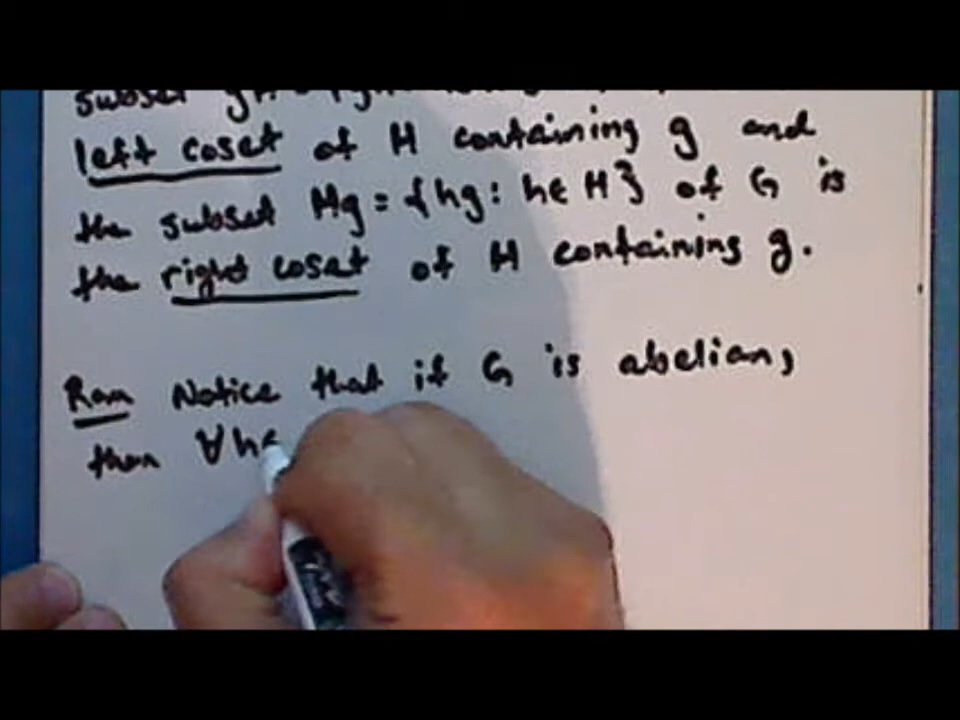 subset
left coset of H containing g and
the subset Hg = {hg : h ∈ H} of G is
the right coset of H containing g.
Rem Notice that if G is abelian,
then ∀h∈